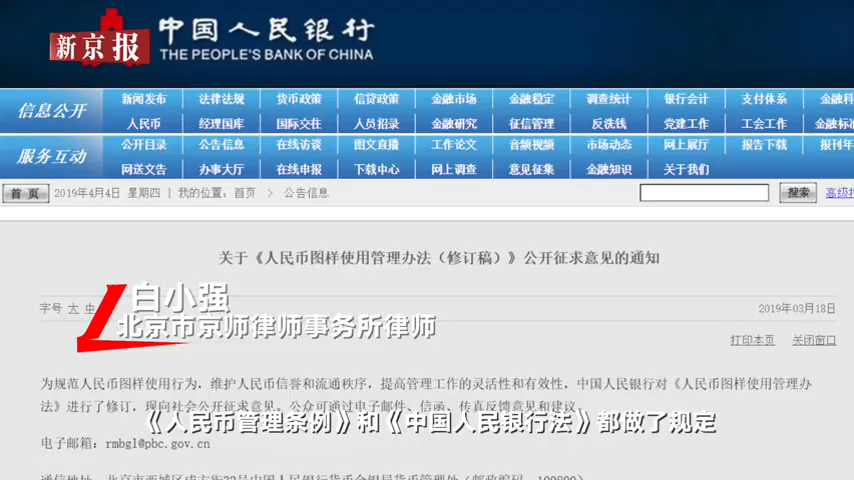 新京报
中国人民银行
THE PEOPLE'S BANK OF CHINA
信息公开
新闻发布 法律法规 货币政策 信贷政策 金融市场 金融稳定 调查统计 银行会计 支付体系 金融科
人民币 经理国库 国际交往 人员招录 金融研究 征信管理 反洗钱 党建工作 工会工作 金融标准
服务互动
公开目录 公告信息 在线访谈 图文直播 工作论文 音频视频 市场动态 网上展厅 报告下载 报刊年
网送文告 办事大厅 在线申报 下载中心 网上调查 意见征集 金融知识 关于我们
首 页 2019年4月4日 星期四 | 我的位置：首页 > 公告信息 搜索 高级
关于《人民币图样使用管理办法（修订稿）》公开征求意见的通知
字号 大 中 2019年03月18日
白小强
北京市京师律师事务所律师
打印本页 关闭窗口
为规范人民币图样使用行为，维护人民币信誉和流通秩序，提高管理工作的灵活性和有效性，中国人民银行对《人民币图样使用管理办
法》进行了修订，现向社会公开征求意见。公众可通过电子邮件、信函、传真反馈意见和建议。
《人民币管理条例》和《中国人民银行法》都做了规定
电子邮箱：rmbgl@pbc.gov.cn